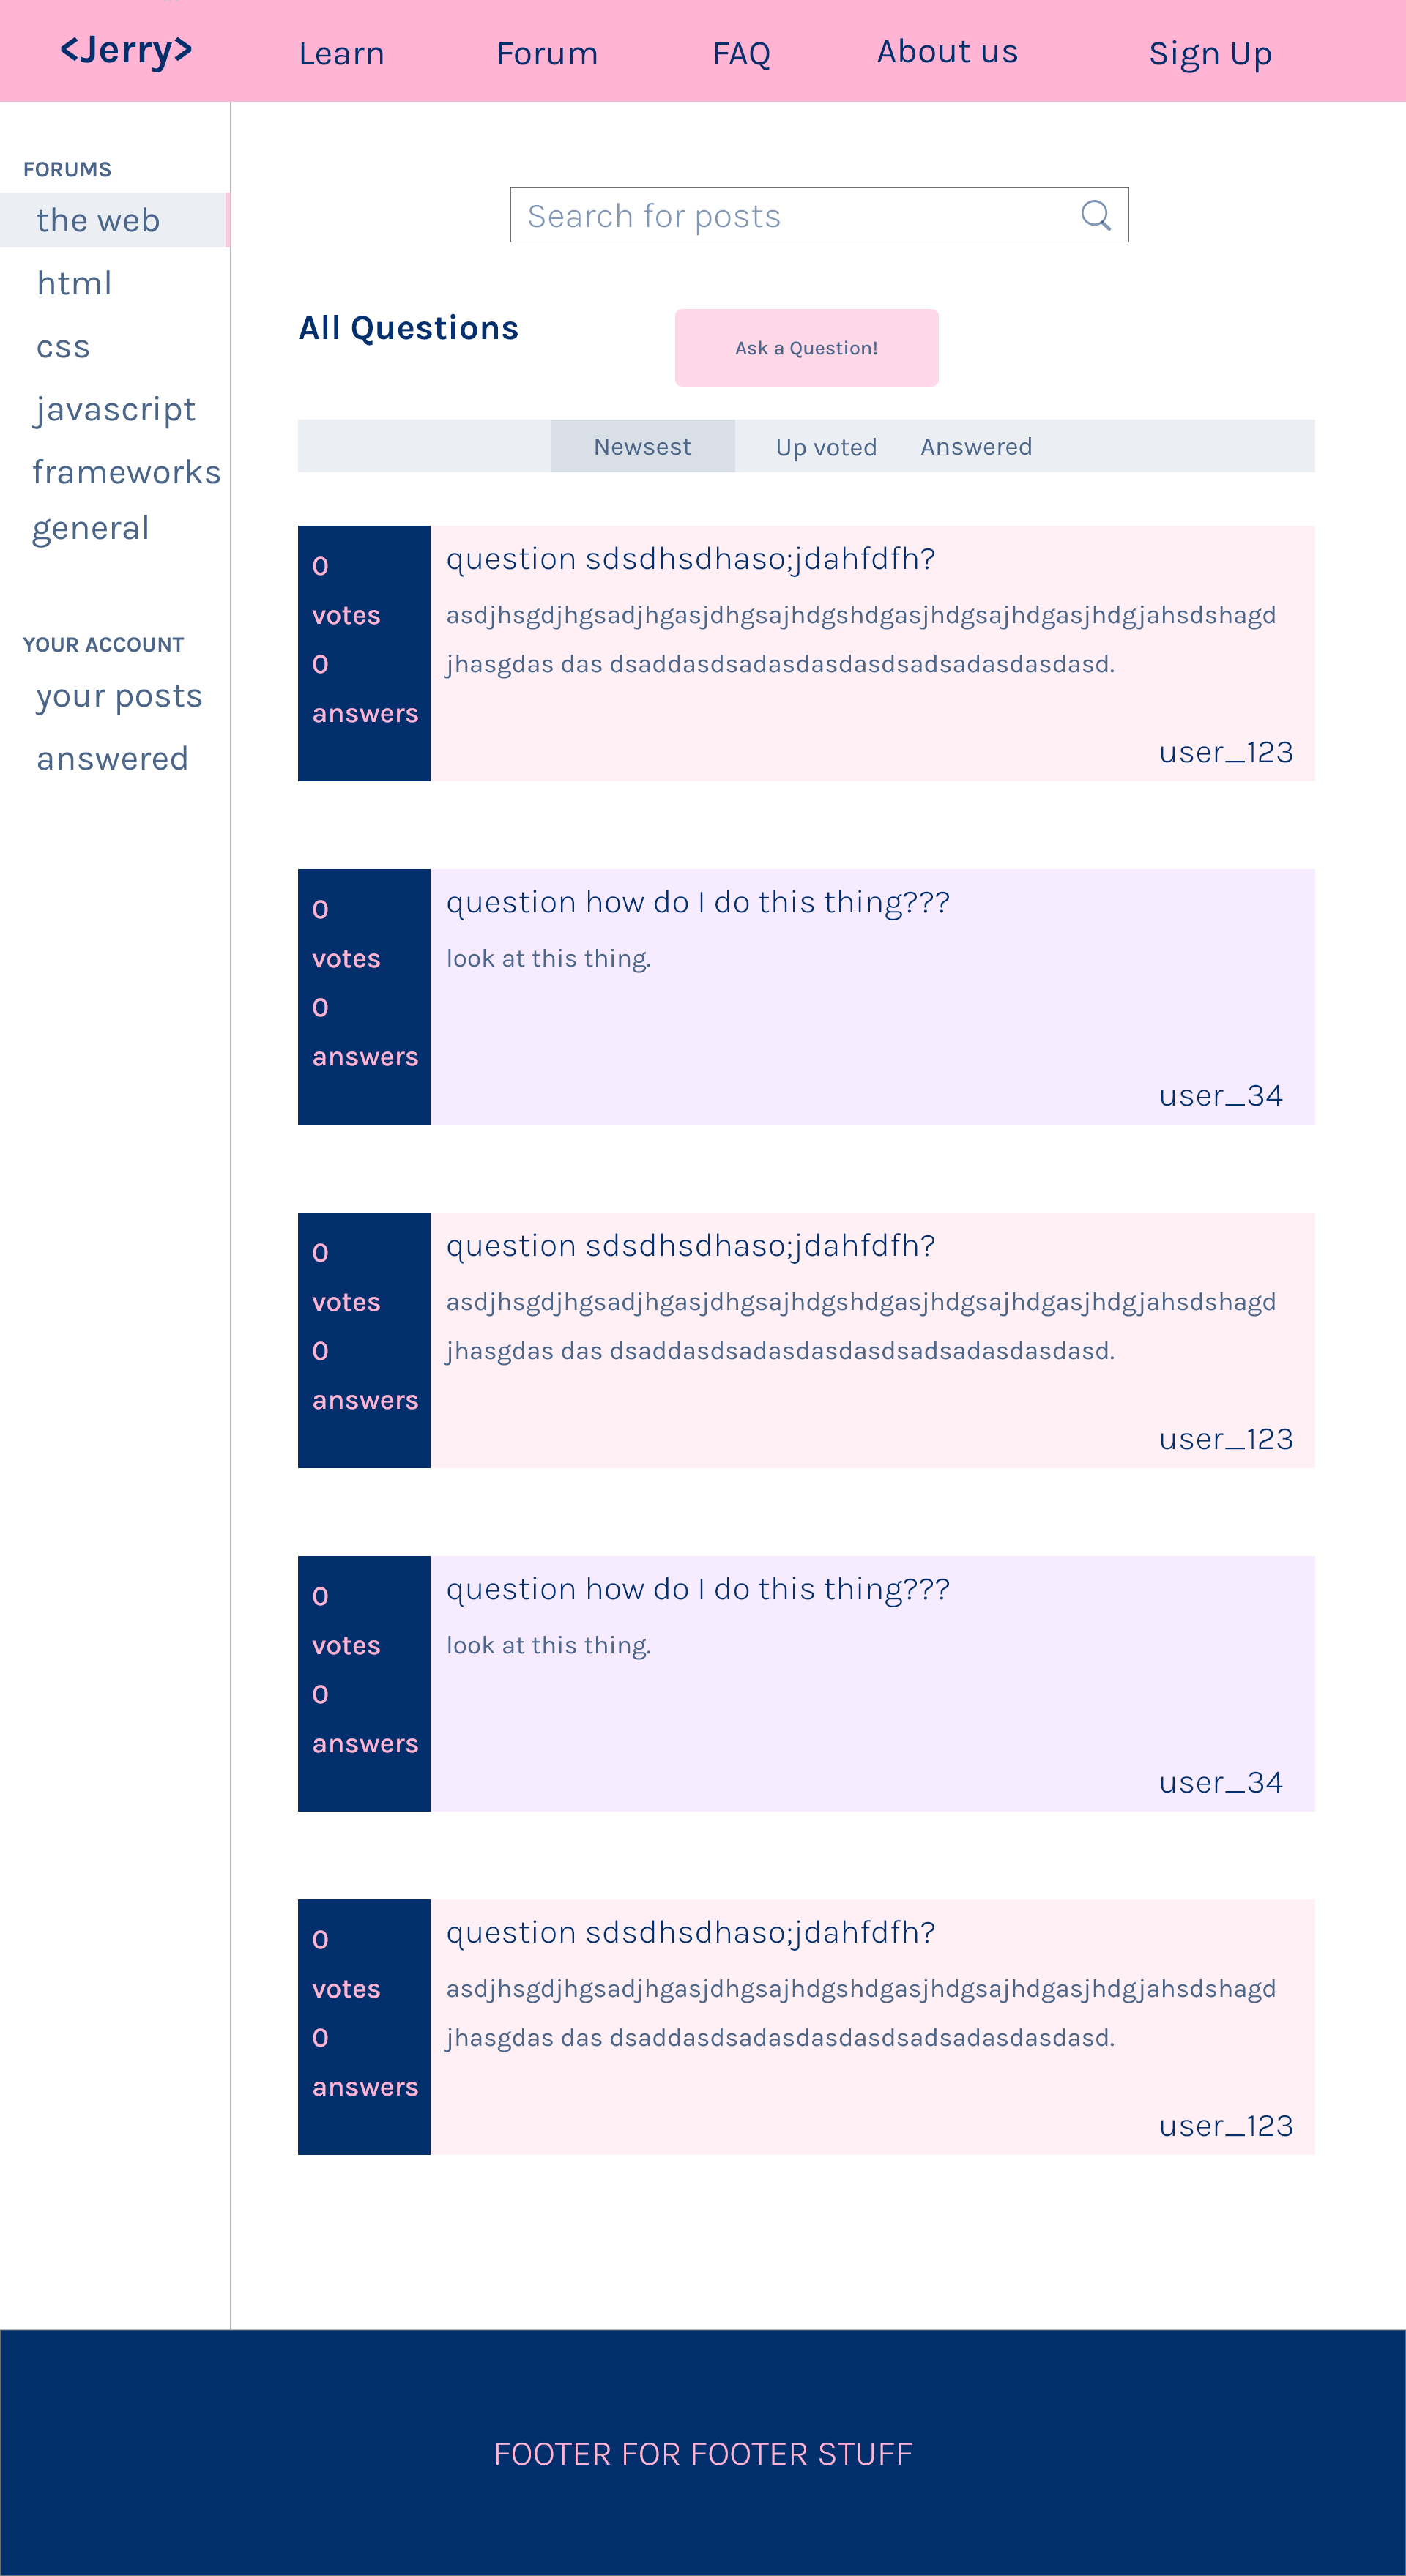 <Jerry> Learn Forum FAQ About us Sign Up
FORUMS
the web
html
css
javascript
frameworks
general
YOUR ACCOUNT
your posts
answered
Search for posts
All Questions
Ask a Question!
Newsest Up voted Answered
0
votes
0
answers
question sdsdhsdhaso;jdahfdfh?
asdjhsgdjhgsadjhgasjdhgsajhdgshdgasjhdgsajhdgasjhdgjahsdshagd
jhasgdas das dsaddasdsadasdasdasdsadsadasdasdasd.
user_123
0
votes
0
answers
question how do I do this thing???
look at this thing.
user_34
0
votes
0
answers
question sdsdhsdhaso;jdahfdfh?
asdjhsgdjhgsadjhgasjdhgsajhdgshdgasjhdgsajhdgasjhdgjahsdshagd
jhasgdas das dsaddasdsadasdasdasdsadsadasdasdasd.
user_123
0
votes
0
answers
question how do I do this thing???
look at this thing.
user_34
0
votes
0
answers
question sdsdhsdhaso;jdahfdfh?
asdjhsgdjhgsadjhgasjdhgsajhdgshdgasjhdgsajhdgasjhdgjahsdshagd
jhasgdas das dsaddasdsadasdasdasdsadsadasdasdasd.
user_123
FOOTER FOR FOOTER STUFF